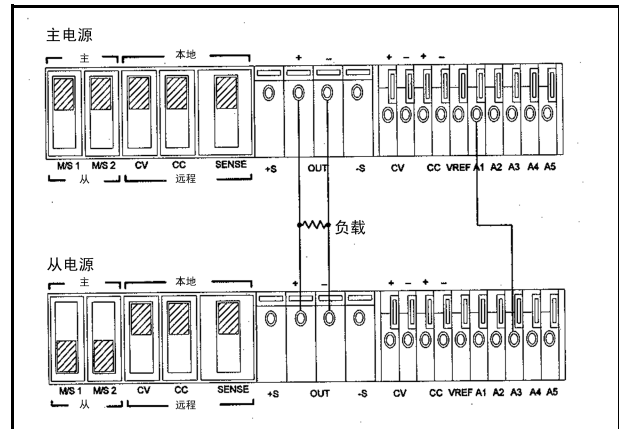 主电源
主 本地
+ − + − + −
M/S 1 M/S 2 CV CC SENSE +S OUT -S CV CC VREF A1 A2 A3 A4 A5
从 远程
负载
从电源
主 本地
+ − + − + −
M/S 1 M/S 2 CV CC SENSE +S OUT -S CV CC VREF A1 A2 A3 A4 A5
从 远程